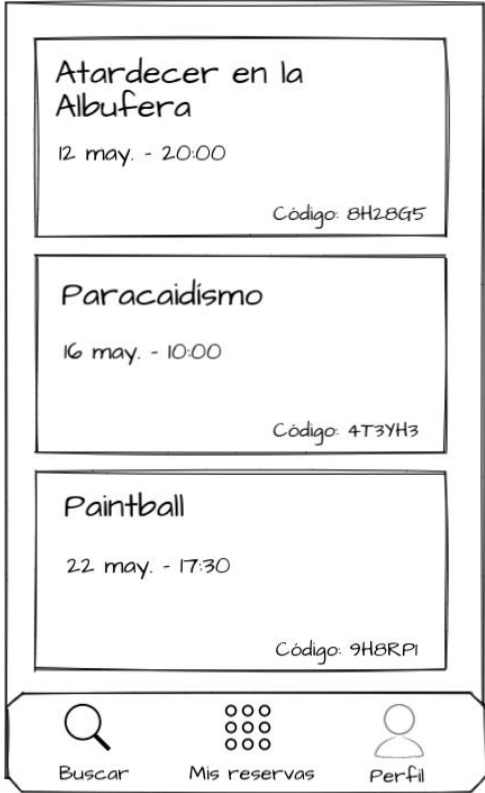 Atardecer en la
Albufera
12 may. - 20:00
Código: 8H28G5
Paracaidísmo
16 may. - 10:00
Código: 4T3YH3
Paintball
22 may. - 17:30
Código: 9H8RP1
Buscar
Mis reservas
Perfil